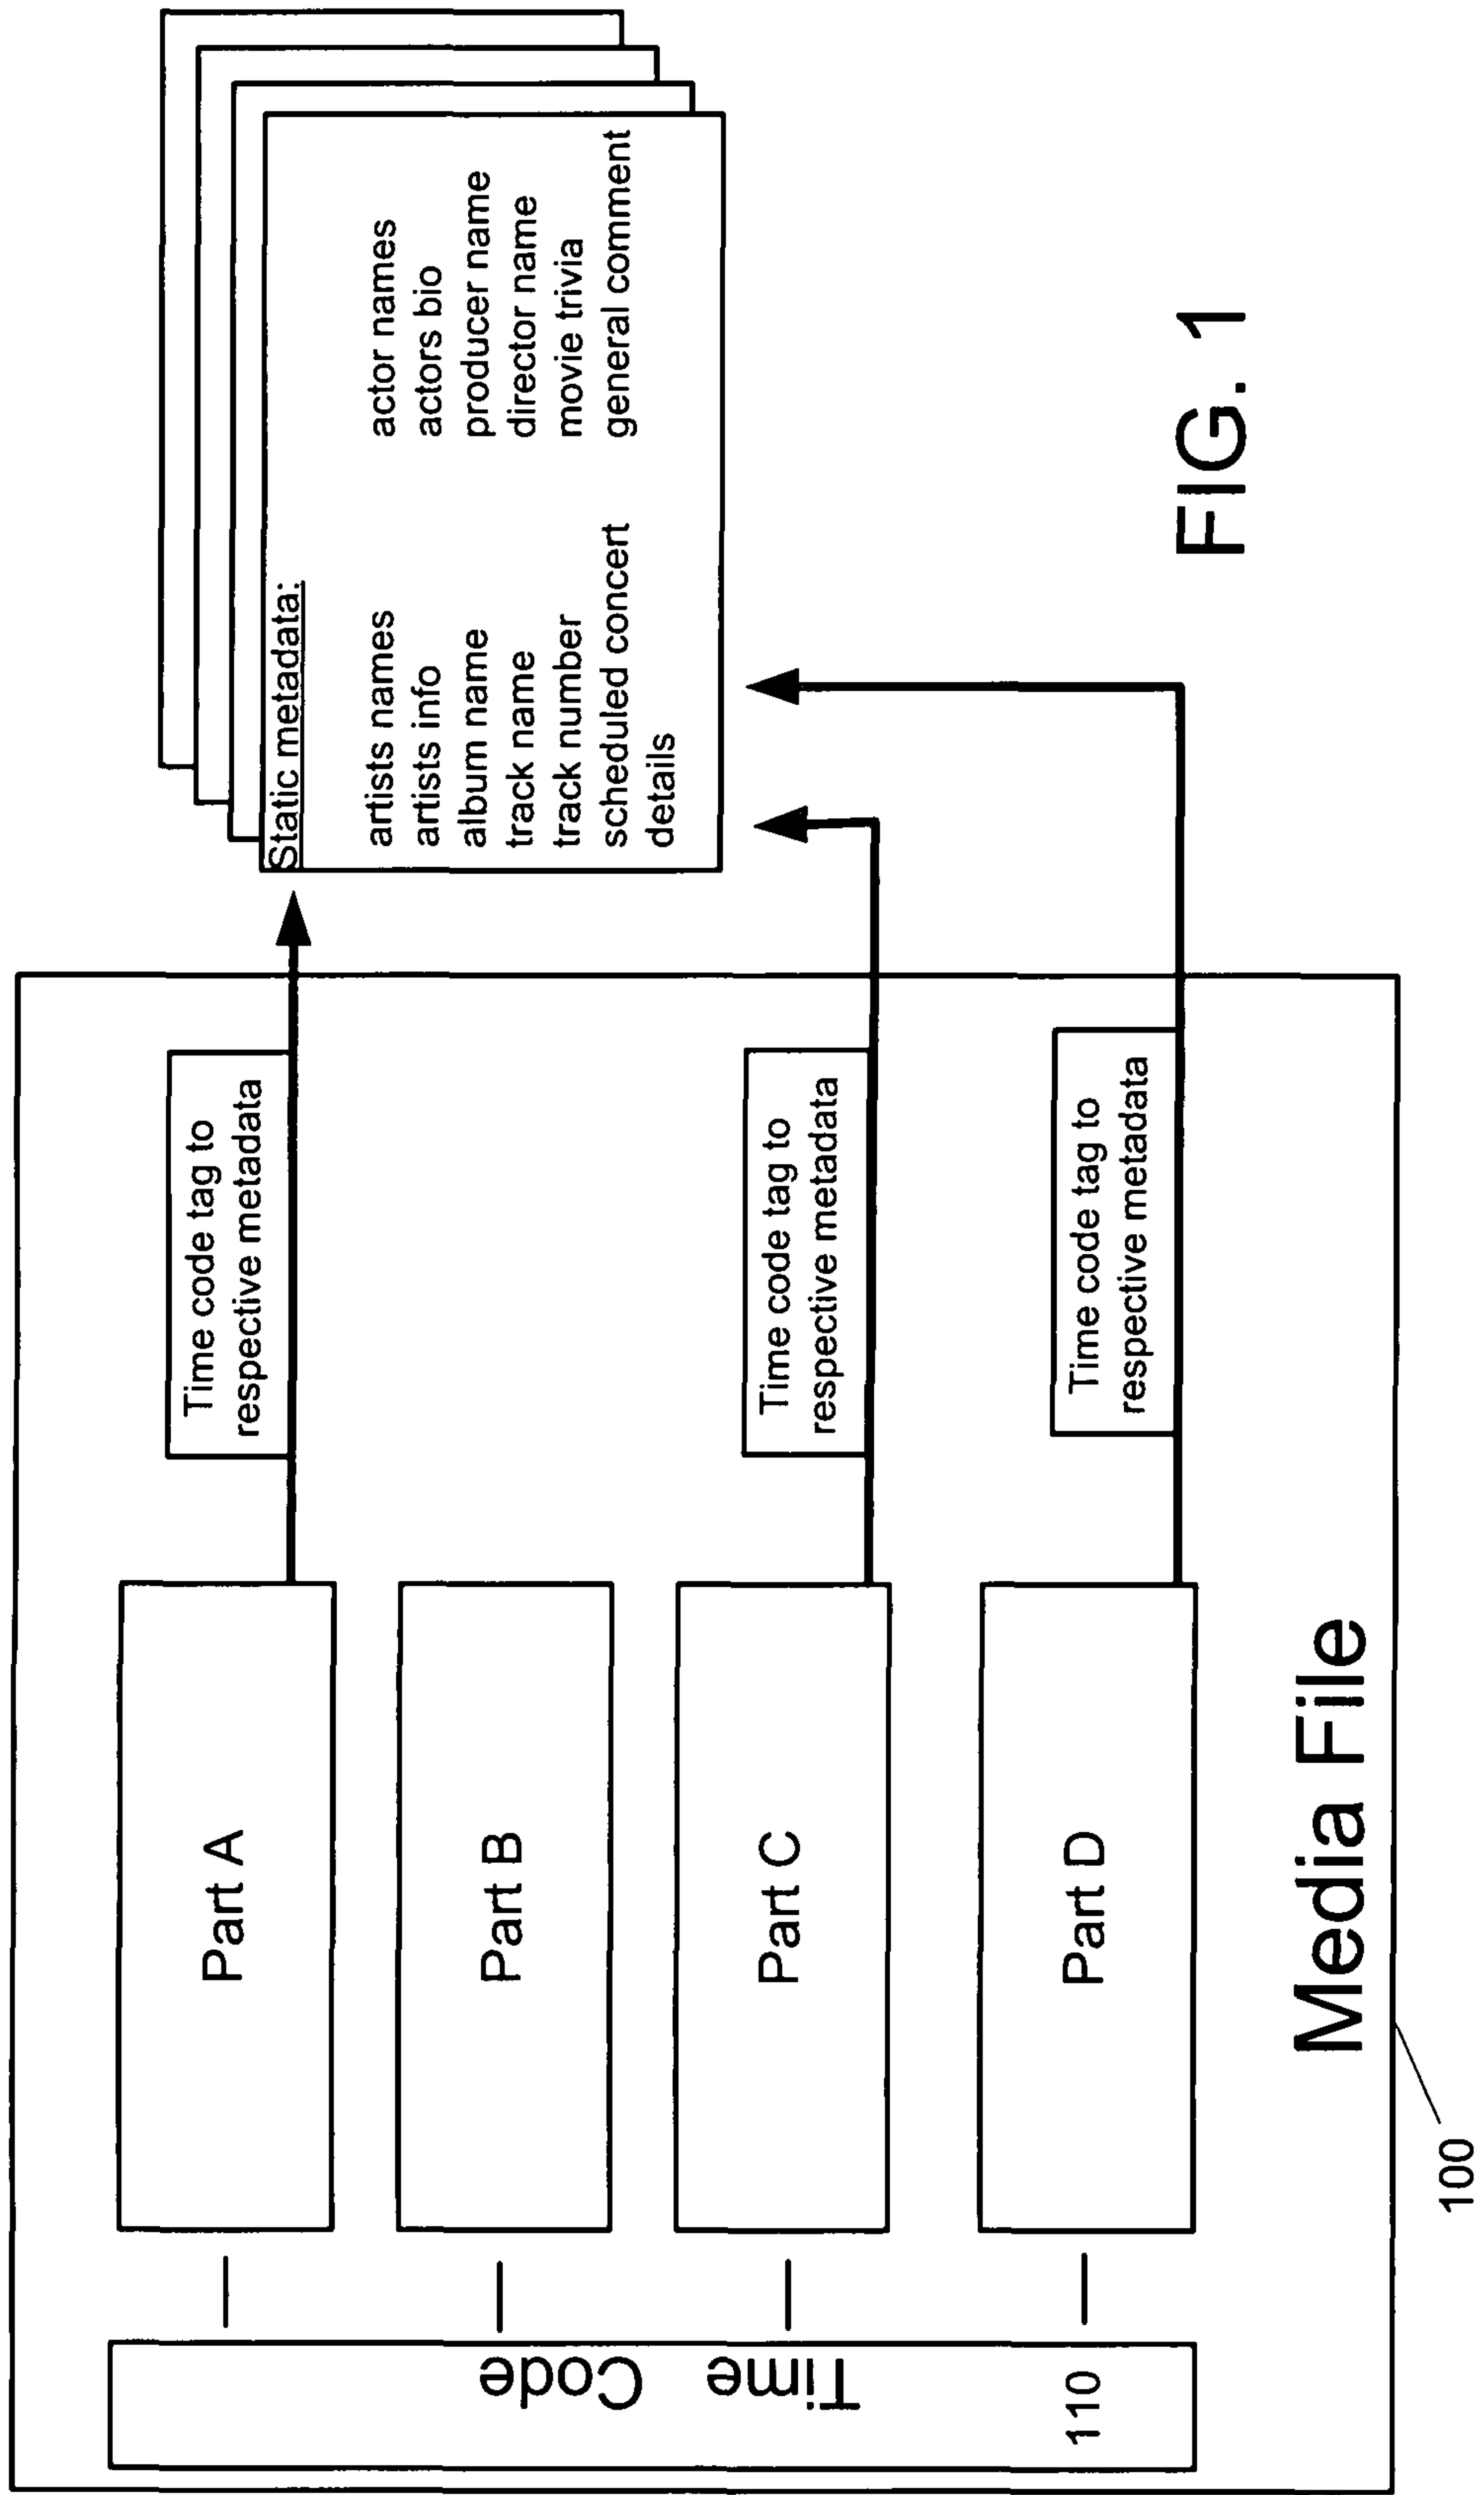 Time Code
110
Part A
Part B
Part C
Part D
Time code tag to
respective metadata
Time code tag to
respective metadata
Time code tag to
respective metadata
Media File
100
Static metadata:
artists names
artists info
album name
track name
track number
scheduled concert
details
actor names
actors bio
producer name
director name
movie trivia
general comment
FIG. 1